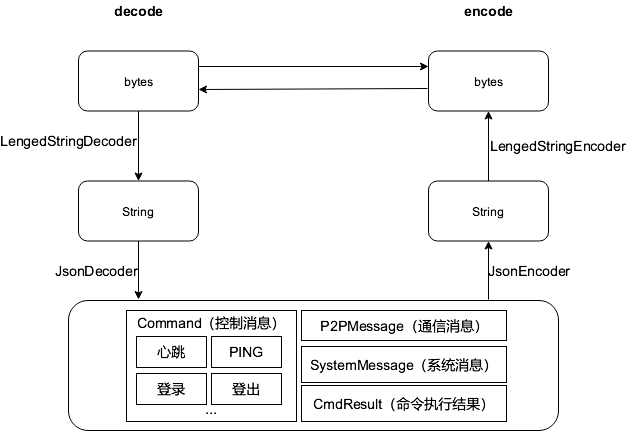 decode encode
bytes bytes
LengedStringDecoder LengedStringEncoder
String String
JsonDecoder JsonEncoder
Command（控制消息） P2PMessage（通信消息）
心跳 PING
SystemMessage（系统消息）
登录 登出
CmdResult（命令执行结果）
...